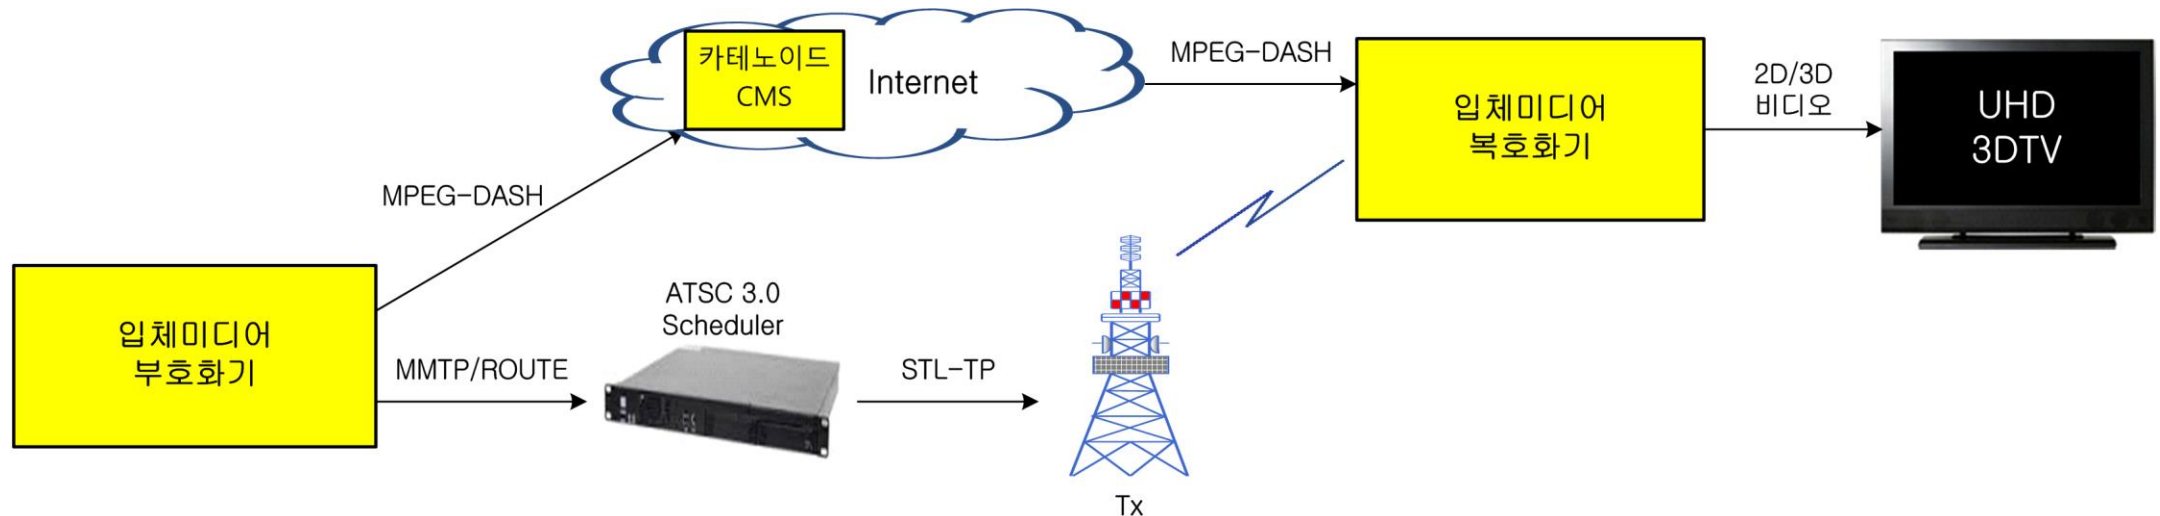 카테노이드
CMS
Internet
MPEG-DASH
입체미디어
복호화기
2D/3D
비디오
UHD
3DTV
MPEG-DASH
입체미디어
부호화기
MMTP/ROUTE
ATSC 3.0
Scheduler
STL-TP
Tx